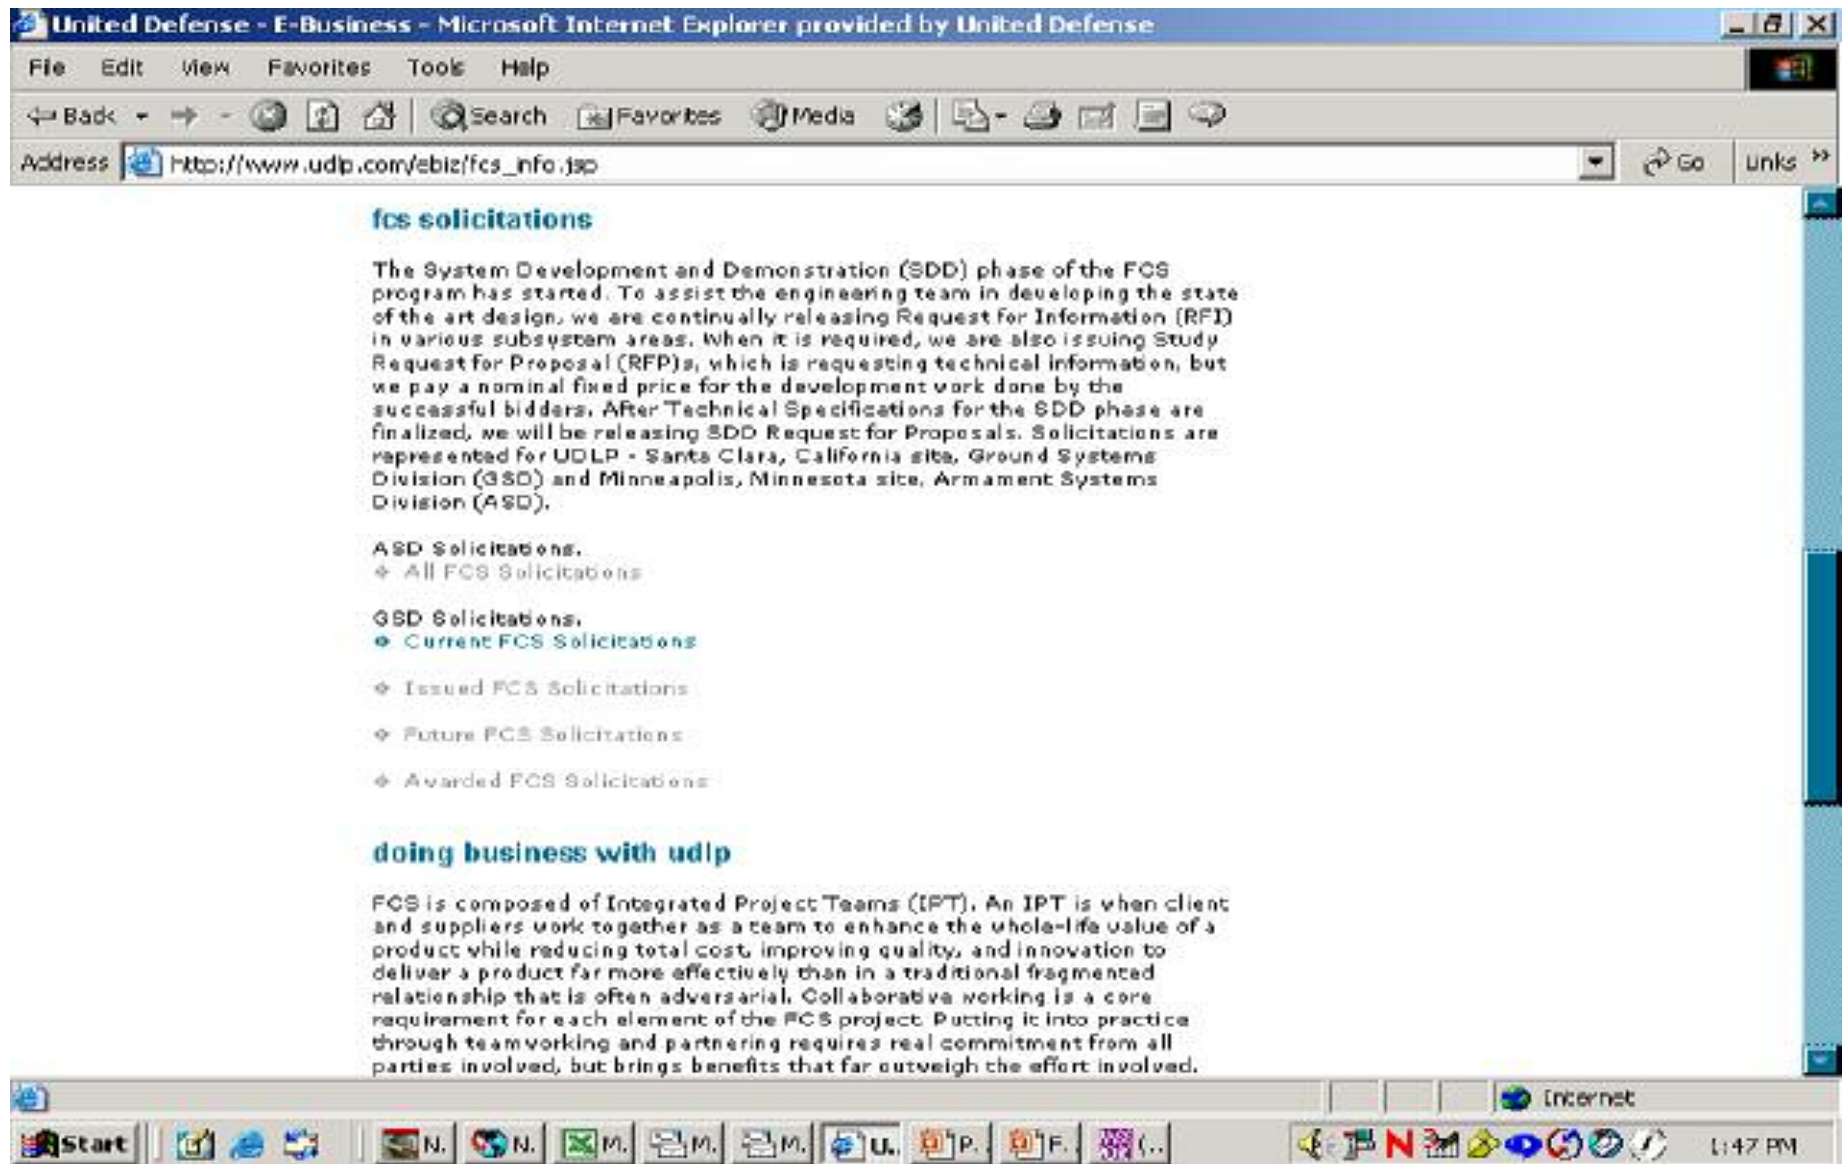 United Defense - E-Business - Microsoft Internet Explorer provided by United Defense
File Edit View Favorites Tools Help
Back Search Favorites Media
Address http://www.udlp.com/ebiz/fcs_info.jsp Go Links »
fcs solicitations
The System Development and Demonstration (SDD) phase of the FCS
program has started. To assist the engineering team in developing the state
of the art design, we are continually releasing Request for Information (RFI)
in various subsystem areas. When it is required, we are also issuing Study
Request for Proposal (RFP)s, which is requesting technical information, but
we pay a nominal fixed price for the development work done by the
successful bidders. After Technical Specifications for the SDD phase are
finalized, we will be releasing SDD Request for Proposals. Solicitations are
represented for UDLP - Santa Clara, California site, Ground Systems
Division (GSD) and Minneapolis, Minnesota site, Armament Systems
Division (ASD).
ASD Solicitations.
All FCS Solicitations
GSD Solicitations.
Current FCS Solicitations
Issued FCS Solicitations
Future FCS Solicitations
Awarded FCS Solicitations
doing business with udlp
FCS is composed of Integrated Project Teams (IPT). An IPT is when client
and suppliers work together as a team to enhance the whole-life value of a
product while reducing total cost, improving quality, and innovation to
deliver a product far more effectively than in a traditional fragmented
relationship that is often adversarial. Collaborative working is a core
requirement for each element of the FCS project. Putting it into practice
through teamworking and partnering requires real commitment from all
parties involved, but brings benefits that far outweigh the effort involved.
Internet
Start N. N. M. M. M. U.. P. F. (.. 1:47 PM